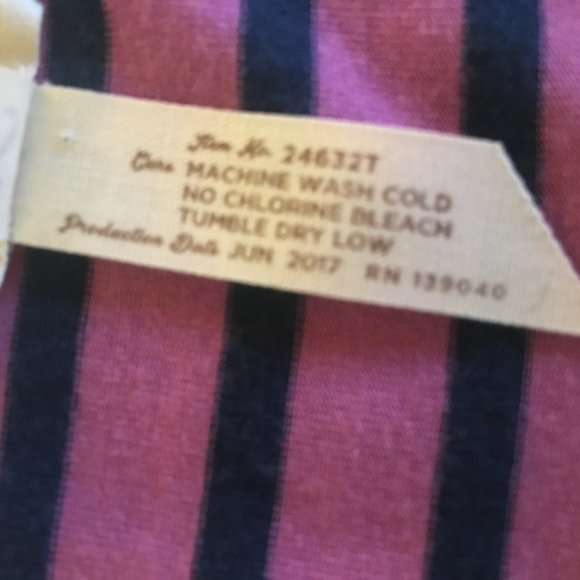 Item No. 24632T
Care MACHINE WASH COLD
NO CHLORINE BLEACH
TUMBLE DRY LOW
Production Date JUN 2017 RN 139040